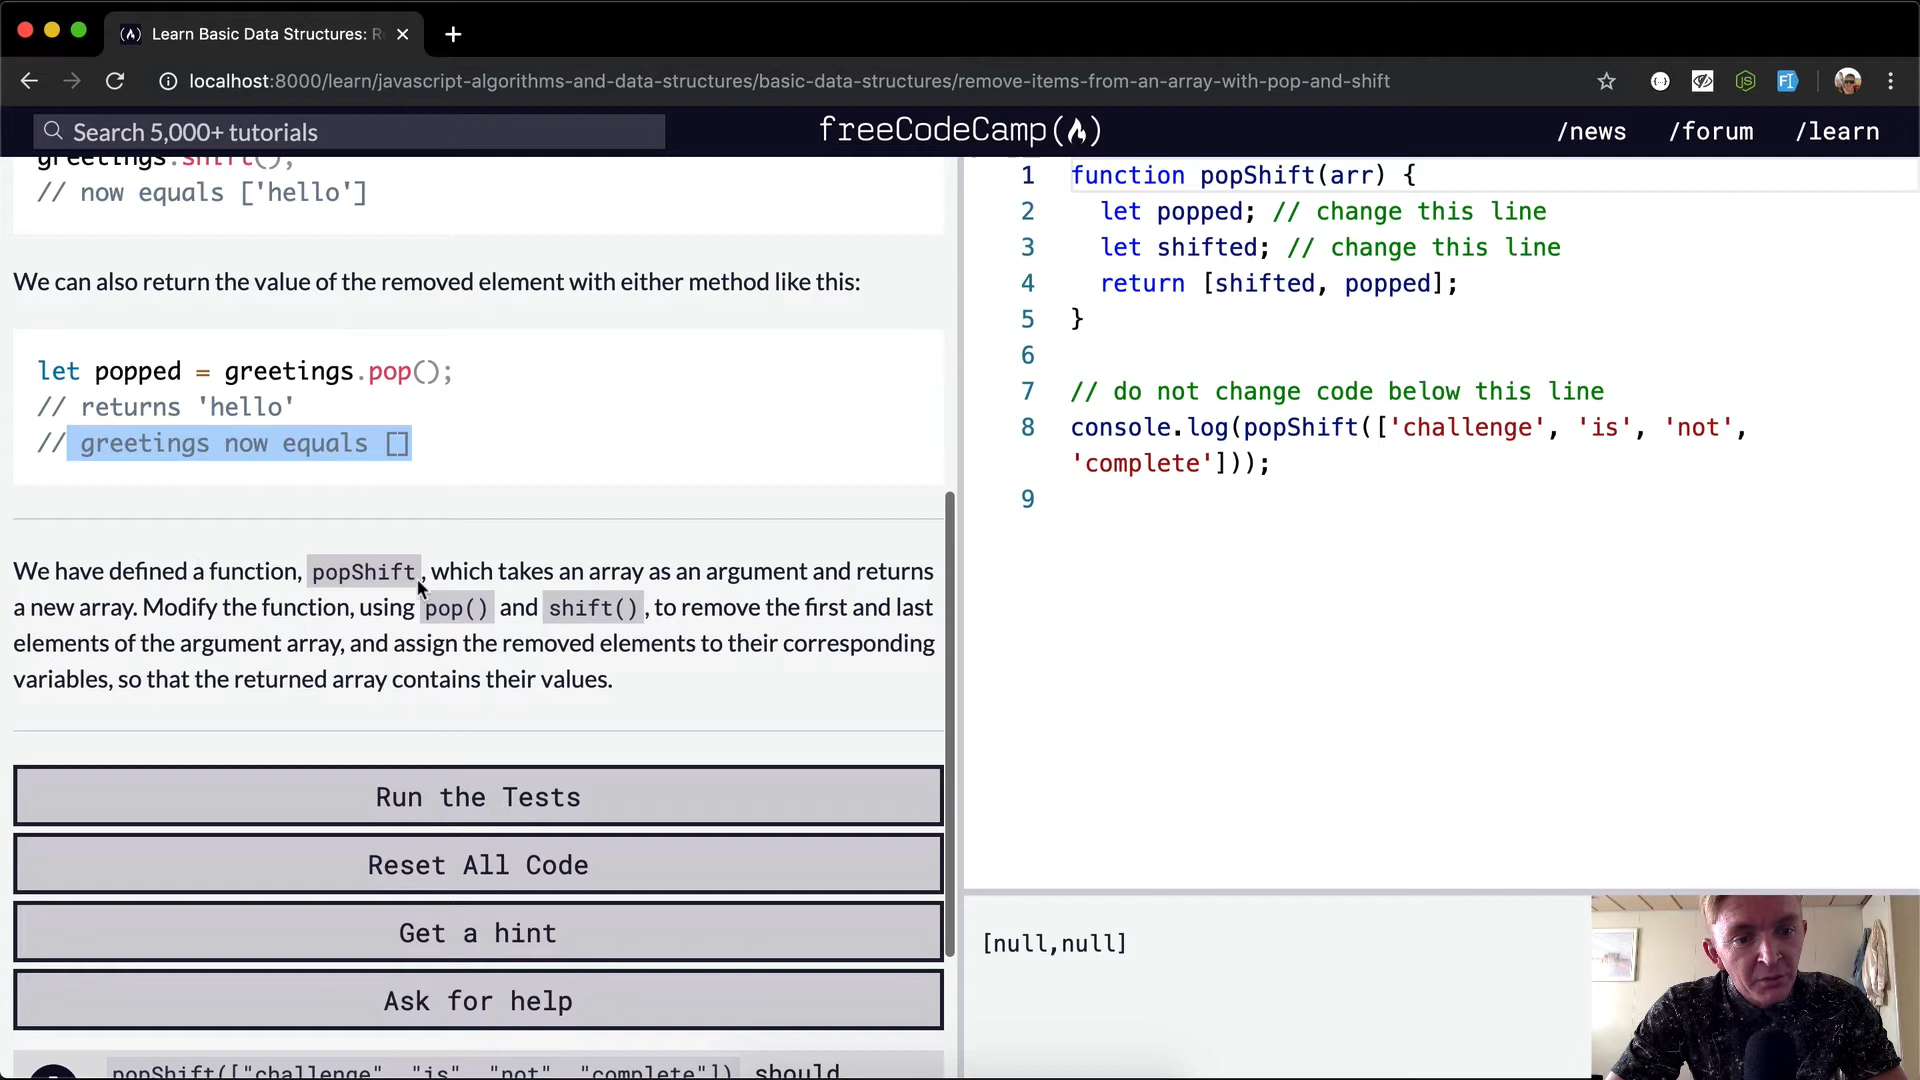 Learn Basic Data Structures: R
localhost:8000/learn/javascript-algorithms-and-data-structures/basic-data-structures/remove-items-from-an-array-with-pop-and-shift
Search 5,000+ tutorials
freeCodeCamp(🔥)
/news /forum /learn
greetings.shift();
// now equals ['hello']
We can also return the value of the removed element with either method like this:
let popped = greetings.pop();
// returns 'hello'
// greetings now equals []
We have defined a function, popShift, which takes an array as an argument and returns
a new array. Modify the function, using pop() and shift(), to remove the first and last
elements of the argument array, and assign the removed elements to their corresponding
variables, so that the returned array contains their values.
Run the Tests
Reset All Code
Get a hint
Ask for help
popShift(["challenge", "is", "not", "complete"]) should
1 function popShift(arr) {
2 let popped; // change this line
3 let shifted; // change this line
4 return [shifted, popped];
5 }
6
7 // do not change code below this line
8 console.log(popShift(['challenge', 'is', 'not',
'complete']));
9
[null,null]